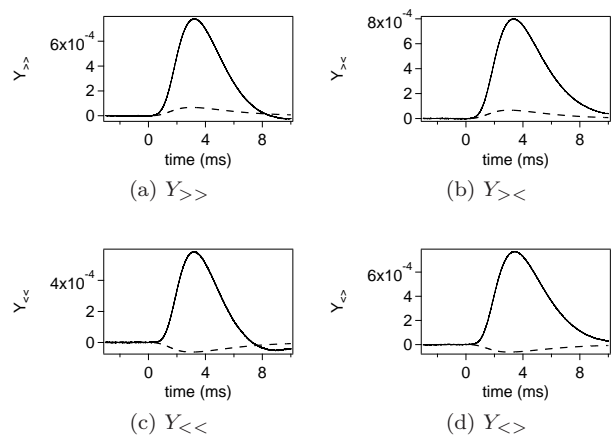 6x10⁻⁴
4
2
0
Y>>
0 4 8
time (ms)
(a) Y>>
8x10⁻⁴
6
4
2
0
Y><
0 4 8
time (ms)
(b) Y><
4x10⁻⁴
2
0
Y<<
0 4 8
time (ms)
(c) Y<<
6x10⁻⁴
4
2
0
Y<>
0 4 8
time (ms)
(d) Y<>